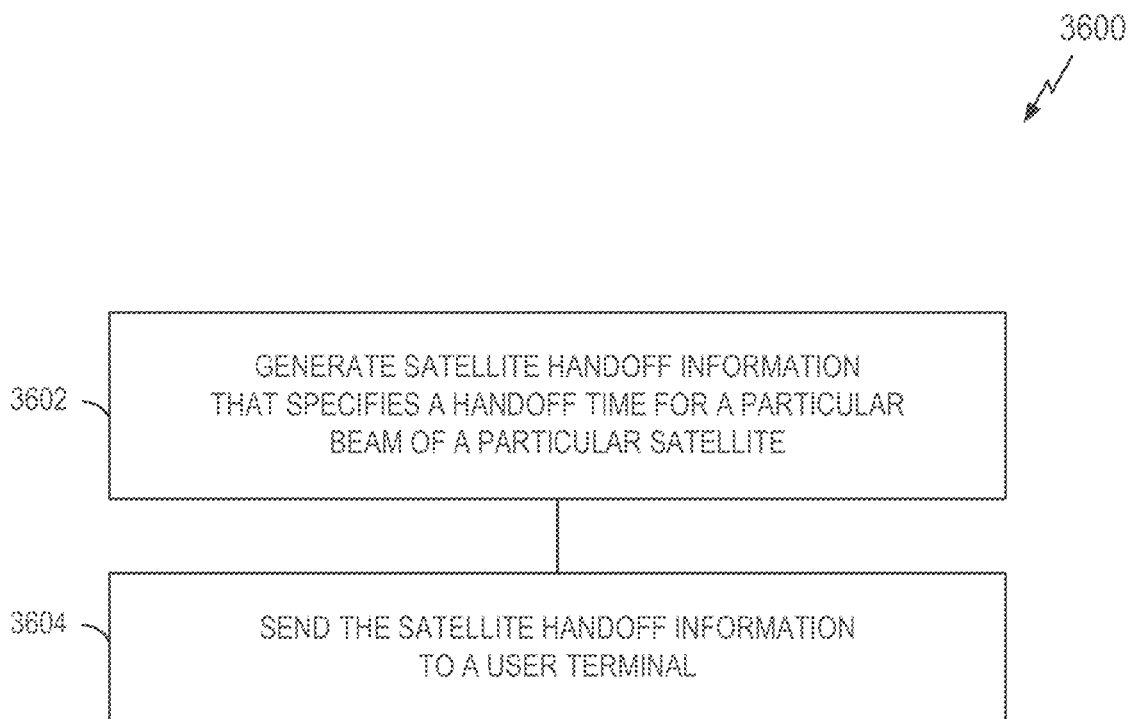 3600
GENERATE SATELLITE HANDOFF INFORMATION
3602
THAT SPECIFIES A HANDOFF TIME FOR A PARTICULAR
BEAM OF A PARTICULAR SATELLITE
3604
SEND THE SATELLITE HANDOFF INFORMATION
TO A USER TERMINAL